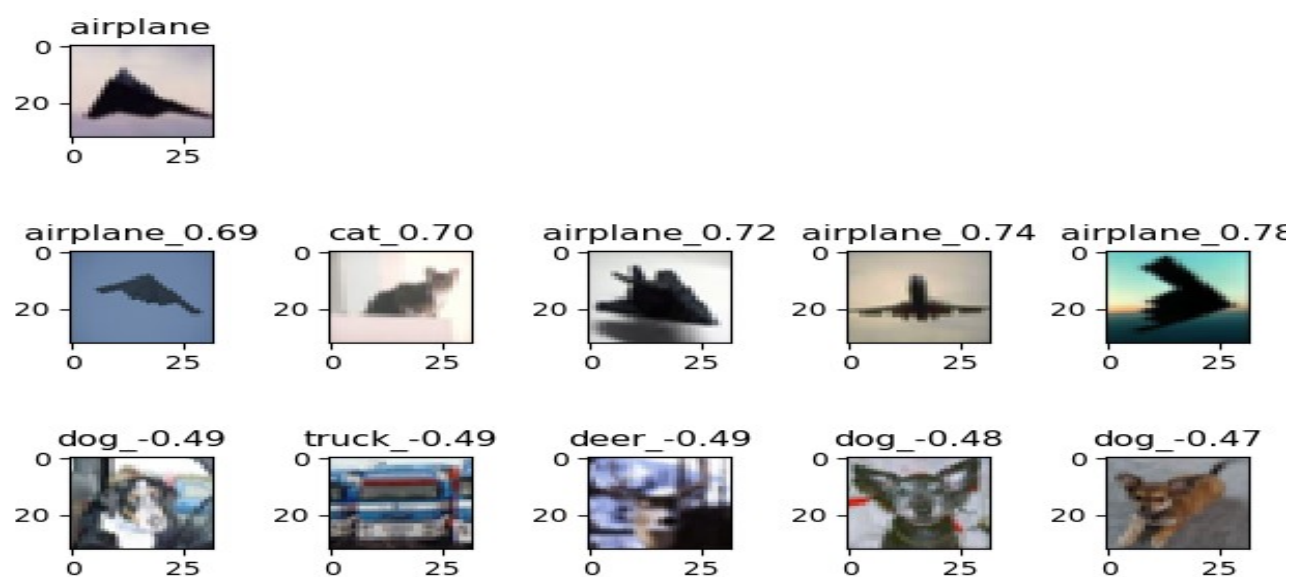 airplane
0
20
0 25
airplane_0.69 cat_0.70 airplane_0.72 airplane_0.74 airplane_0.78
0 0 0 0 0
20 20 20 20 20
0 25 0 25 0 25 0 25 0 25
dog_-0.49 truck_-0.49 deer_-0.49 dog_-0.48 dog_-0.47
0 0 0 0 0
20 20 20 20 20
0 25 0 25 0 25 0 25 0 25